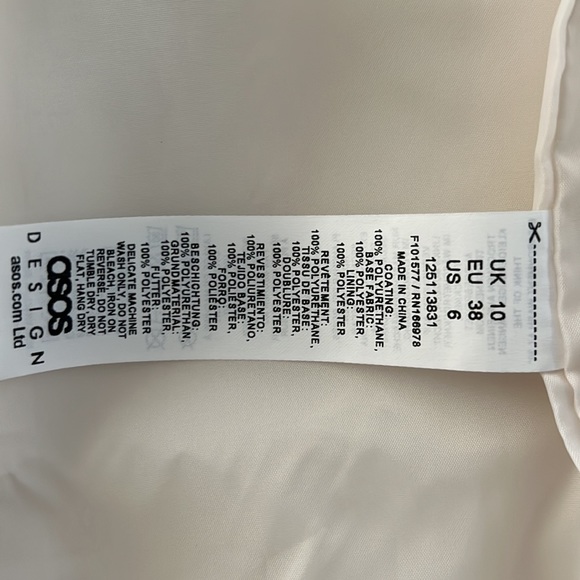 UK 10
EU 38
US 6
125113831
MADE IN CHINA
F101577 / RN166978
COATING:
100% POLYURETHANE,
BASE FABRIC:
100% POLYESTER
LINING:
100% POLYESTER
REVÊTEMENT:
100% POLYURÉTHANE,
TISSU DE BASE:
100% POLYESTER
DOUBLURE:
100% POLYESTER
REVESTIMIENTO:
100% POLIURETANO,
TEJIDO BASE:
100% POLIÉSTER
FORRO:
100% POLIÉSTER
BESCHICHTUNG:
100% POLYURETHAN,
GRUNDMATERIAL:
100% POLYESTER
100% POLYESTER
DELICATE MACHINE
WASH ONLY, DO NOT
BLEACH, IRON ON
REVERSE, DO NOT
TUMBLE DRY, DRY
FLAT, HANG DRY
asos
DESIGN
asos.com Ltd